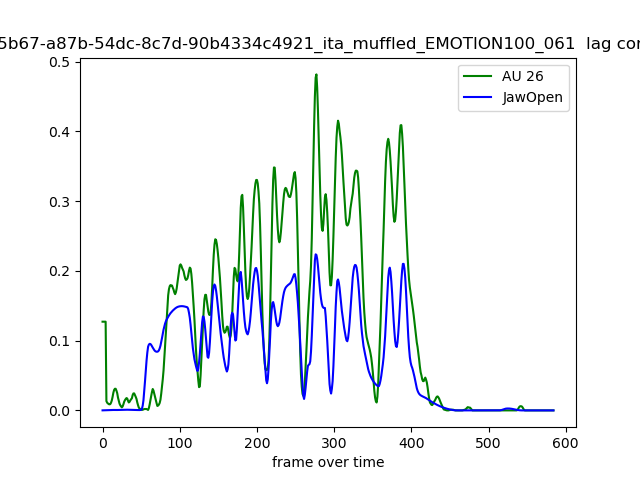 5b67-a87b-54dc-8c7d-90b4334c4921_ita_muffled_EMOTION100_061 lag cor
AU 26
JawOpen
0.5
0.4
0.3
0.2
0.1
0.0
0 100 200 300 400 500 600
frame over time